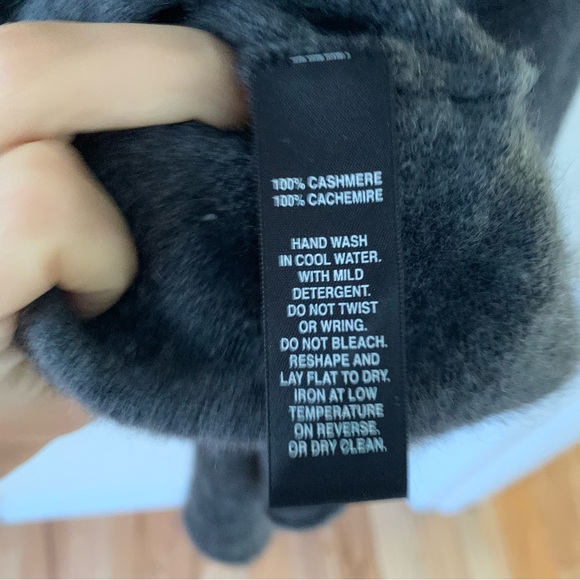 100% CASHMERE
100% CACHEMIRE
HAND WASH
IN COOL WATER.
WITH MILD
DETERGENT.
DO NOT TWIST
OR WRING.
DO NOT BLEACH.
RESHAPE AND
LAY FLAT TO DRY.
IRON AT LOW
TEMPERATURE
ON REVERSE.
OR DRY CLEAN.